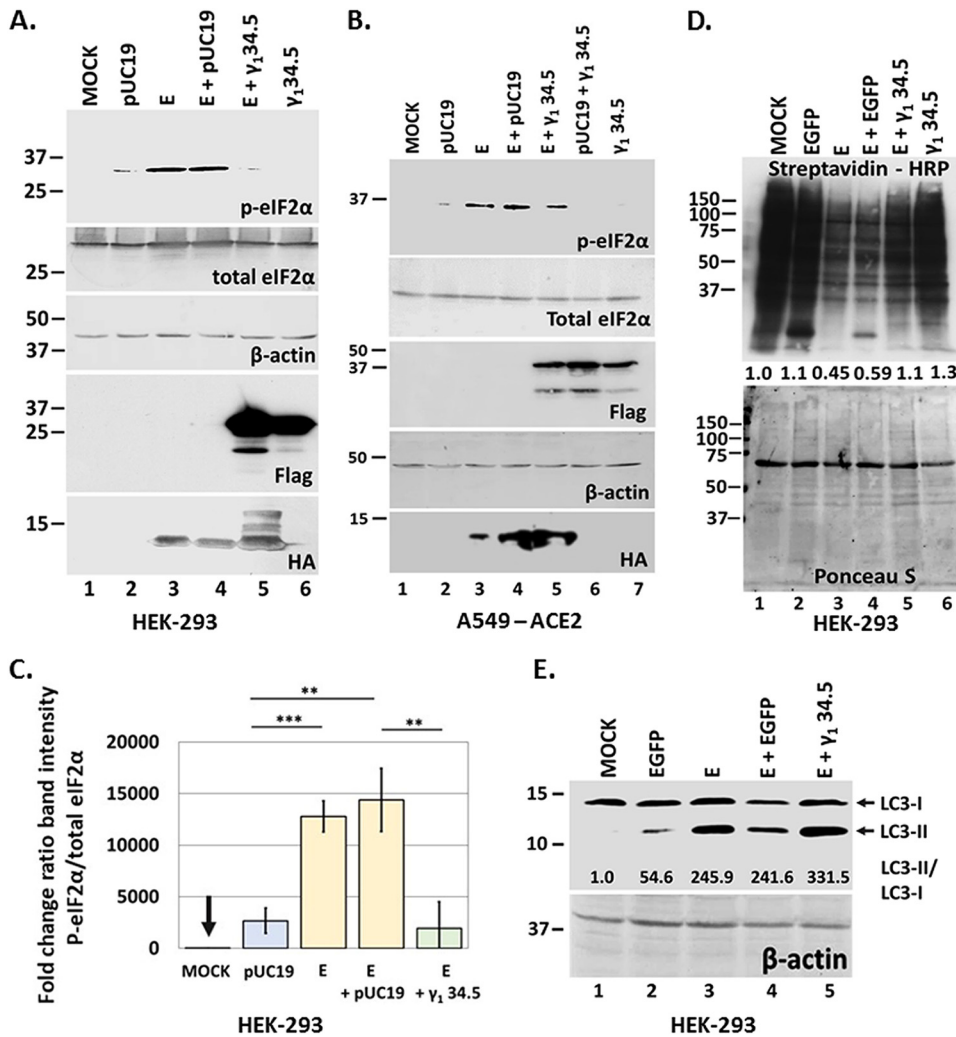 A.
MOCK
pUC19
E
E + pUC19
E + γ₁34.5
γ₁34.5
37
25
p-eIF2α
25
total eIF2α
50
37
β-actin
37
25
Flag
15
HA
1 2 3 4 5 6
HEK-293
B.
MOCK
pUC19
E
E + pUC19
E + γ₁ 34.5
pUC19 + γ₁ 34.5
γ₁ 34.5
37
p-eIF2α
Total eIF2α
50
37
Flag
50
β-actin
15
HA
1 2 3 4 5 6 7
A549 – ACE2
D.
MOCK
EGFP
E
E + EGFP
E + γ₁ 34.5
γ₁ 34.5
Streptavidin - HRP
150
100
75
50
37
1.0 1.1 0.45 0.59 1.1 1.3
150
100
75
50
37
Ponceau S
1 2 3 4 5 6
HEK-293
C.
Fold change ratio band intensity
P-eIF2α/total eIF2α
** 
*** **
20000
15000
10000
5000
0
MOCK pUC19 E E E
+ pUC19 + γ₁ 34.5
HEK-293
E.
MOCK
EGFP
E
E + EGFP
E + γ₁ 34.5
15
LC3-I
10
LC3-II
1.0 54.6 245.9 241.6 331.5
LC3-II/
LC3-I
37
β-actin
1 2 3 4 5
HEK-293